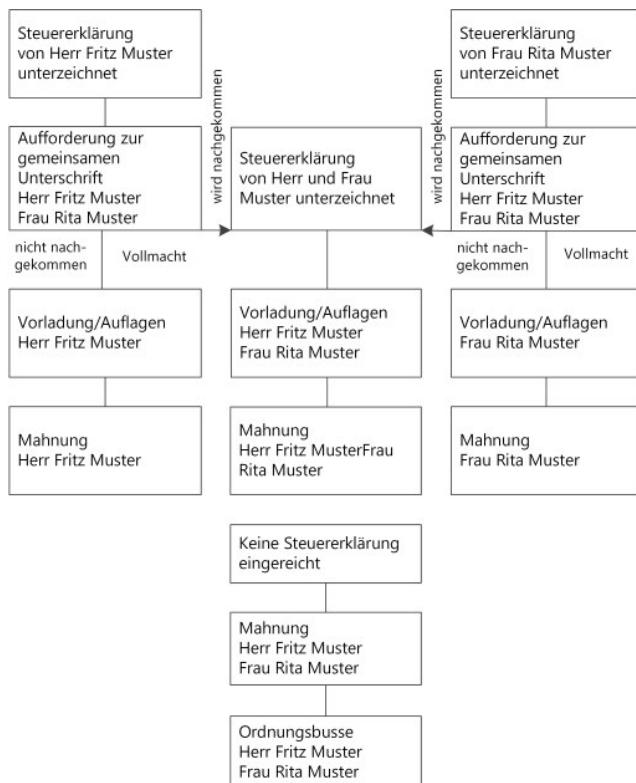 Steuererklärung
von Herr Fritz Muster
unterzeichnet
Aufforderung zur
gemeinsamen
Unterschrift
Herr Fritz Muster
Frau Rita Muster
nicht nach-
gekommen
Vollmacht
Vorladung/Auflagen
Herr Fritz Muster
Mahnung
Herr Fritz Muster
wird nachgekommen
Steuererklärung
von Herr und Frau
Muster unterzeichnet
Vorladung/Auflagen
Herr Fritz Muster
Frau Rita Muster
Mahnung
Herr Fritz MusterFrau
Rita Muster
wird nachgekommen
Steuererklärung
von Frau Rita Muster
unterzeichnet
Aufforderung zur
gemeinsamen
Unterschrift
Herr Fritz Muster
Frau Rita Muster
nicht nach-
gekommen
Vollmacht
Vorladung/Auflagen
Frau Rita Muster
Mahnung
Frau Rita Muster
Keine Steuererklärung
eingereicht
Mahnung
Herr Fritz Muster
Frau Rita Muster
Ordnungsbusse
Herr Fritz Muster
Frau Rita Muster